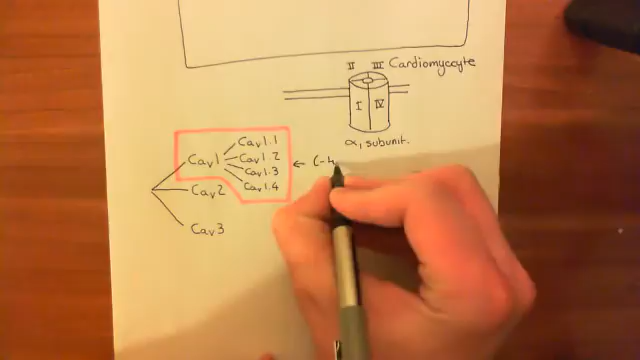 II III Cardiomyocyte
I IV
α₁ subunit.
Cav1.1
Cav1 Cav1.2
Cav1.3
Cav1.4
Cav2
Cav3